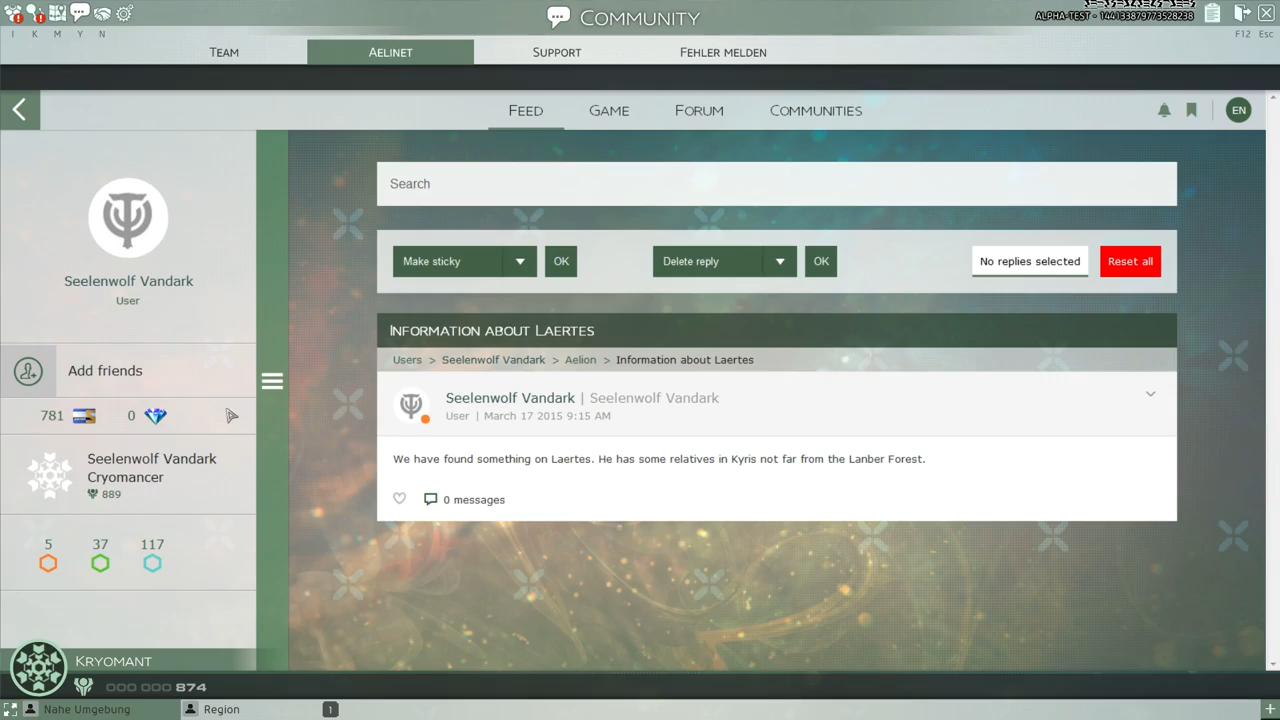 COMMUNITY
ALPHA-TEST - 144133879773528238
I K M Y N
F12 Esc
TEAM AELINET SUPPORT FEHLER MELDEN
FEED GAME FORUM COMMUNITIES
EN
Search
Make sticky OK Delete reply OK No replies selected Reset all
Seelenwolf Vandark
User
INFORMATION ABOUT LAERTES
Users > Seelenwolf Vandark > Aelion > Information about Laertes
Add friends
Seelenwolf Vandark | Seelenwolf Vandark
User | March 17 2015 9:15 AM
781 0
We have found something on Laertes. He has some relatives in Kyris not far from the Lanber Forest.
0 messages
Seelenwolf Vandark
Cryomancer
889
5 37 117
KRYOMANT
000 000 874
Nahe Umgebung Region 1